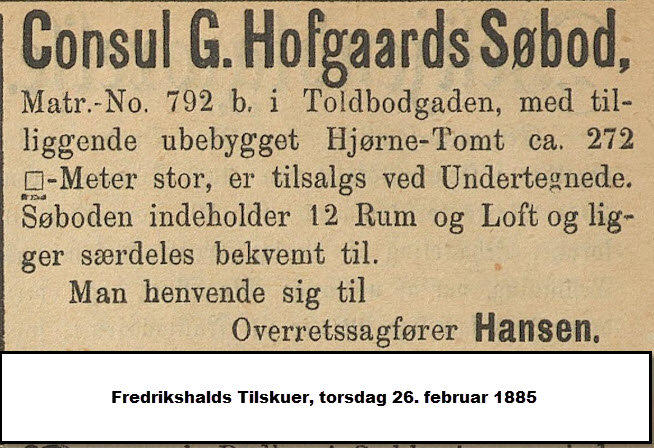 Consul G. Hofgaards Søbod,
Matr.-No. 792 b. i Toldbodgaden, med til-
liggende ubebygget Hjørne-Tomt ca. 272
□-Meter stor, er tilsalgs ved Undertegnede.
Søboden indeholder 12 Rum og Loft og lig-
ger særdeles bekvemt til.
Man henvende sig til
Overretssagfører Hansen.
Fredrikshalds Tilskuer, torsdag 26. februar 1885